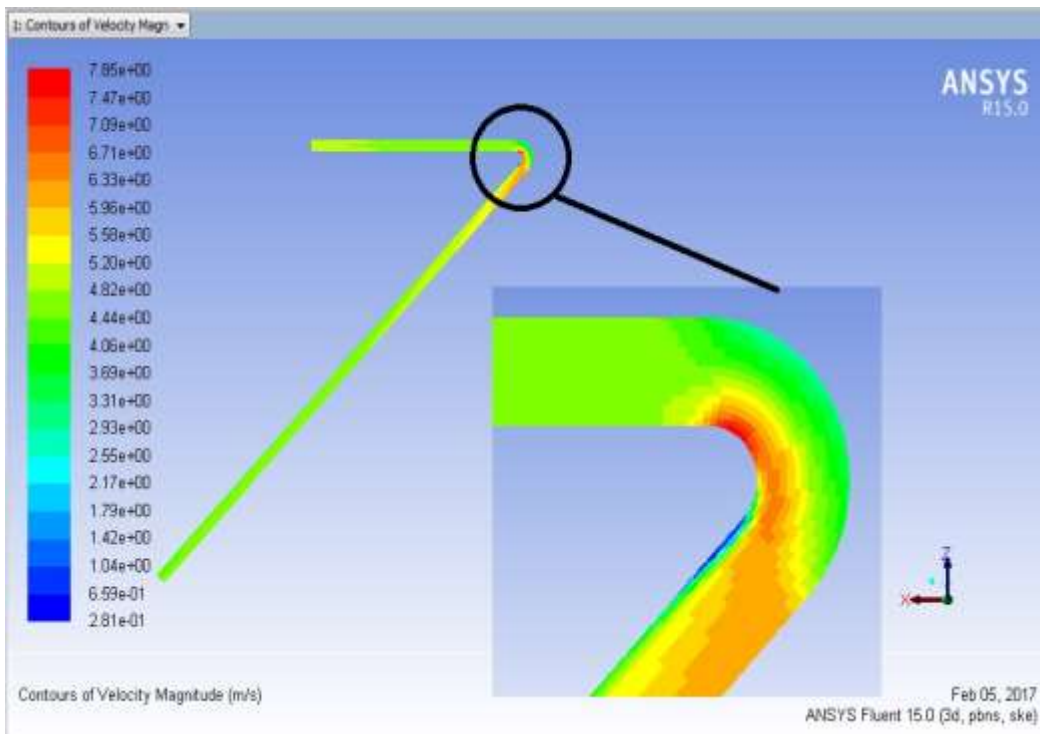 1: Contours of Velocity Magn
7.85e+00
7.47e+00
7.09e+00
6.71e+00
6.33e+00
5.96e+00
5.58e+00
5.20e+00
4.82e+00
4.44e+00
4.06e+00
3.69e+00
3.31e+00
2.93e+00
2.55e+00
2.17e+00
1.79e+00
1.42e+00
1.04e+00
6.59e-01
2.81e-01
ANSYS
R15.0
Z
X
Contours of Velocity Magnitude (m/s)
Feb 05, 2017
ANSYS Fluent 15.0 (3d, pbns, ske)